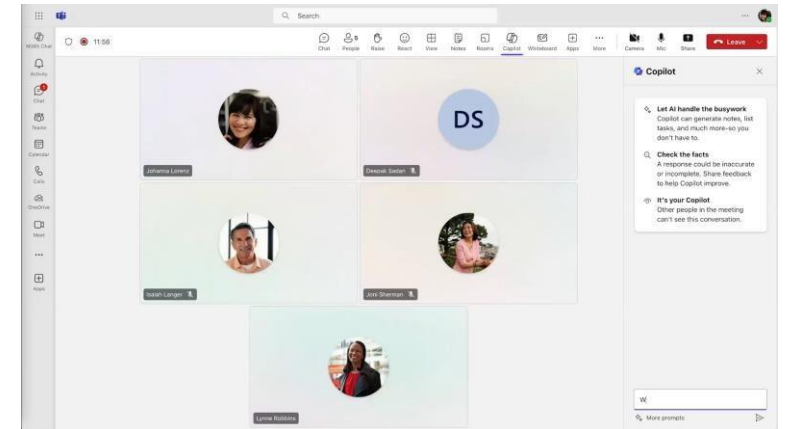 Search
M365 Chat
Activity
Chat
Teams
Calendar
Calls
OneDrive
Meet
Apps
11:56
Chat
5
People
Raise
React
View
Notes
Rooms
Copilot
Whiteboard
Apps
More
Camera
Mic
Share
Leave
Johanna Lorenz
DS
Deepak Sadan
Isaiah Langer
Joni Sherman
Lynne Robbins
Copilot
Let AI handle the busywork
Copilot can generate notes, list
tasks, and much more-so you
don't have to.
Check the facts
A response could be inaccurate
or incomplete. Share feedback
to help Copilot improve.
It's your Copilot
Other people in the meeting
can't see this conversation.
W
More prompts